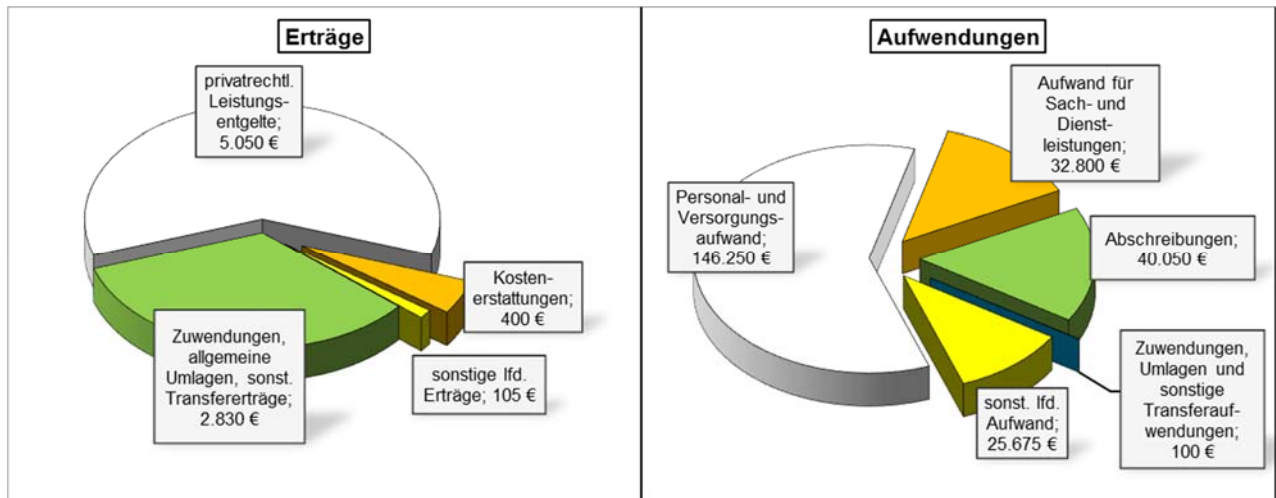 Erträge
privatrechtl.
Leistungs-
entgelte;
5.050 €
Kosten-
erstattungen;
400 €
sonstige lfd.
Erträge; 105 €
Zuwendungen,
allgemeine
Umlagen, sonst.
Transfererträge;
2.830 €
Aufwendungen
Aufwand für
Sach- und
Dienst-
leistungen;
32.800 €
Personal- und
Versorgungs-
aufwand;
146.250 €
Abschreibungen;
40.050 €
Zuwendungen,
Umlagen und
sonstige
Transferauf-
wendungen;
100 €
sonst. lfd.
Aufwand;
25.675 €